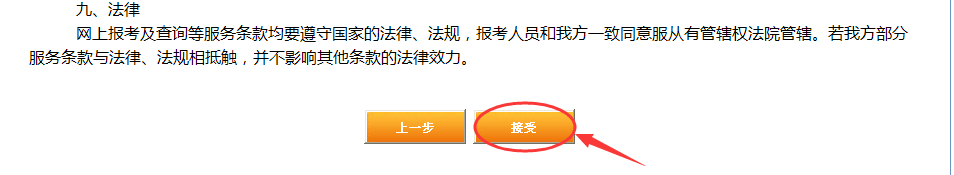 九、法律
网上报考及查询等服务条款均要遵守国家的法律、法规，报考人员和我方一致同意服从有管辖权法院管辖。若我方部分
服务条款与法律、法规相抵触，并不影响其他条款的法律效力。
上一步 接受